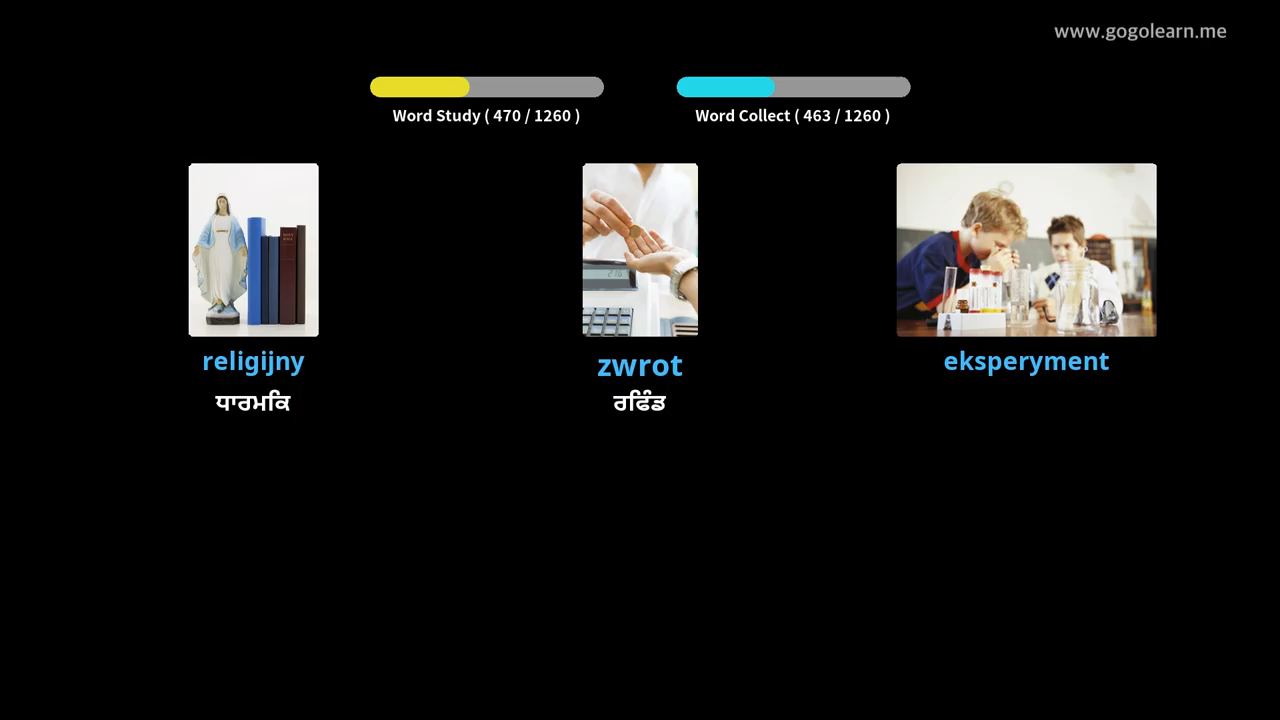 www.gogolearn.me
Word Study ( 470 / 1260 )
Word Collect ( 463 / 1260 )
religijny
zwrot
eksperyment
ਧਾਰਮਕਿ
ਰਫਿੰਡ